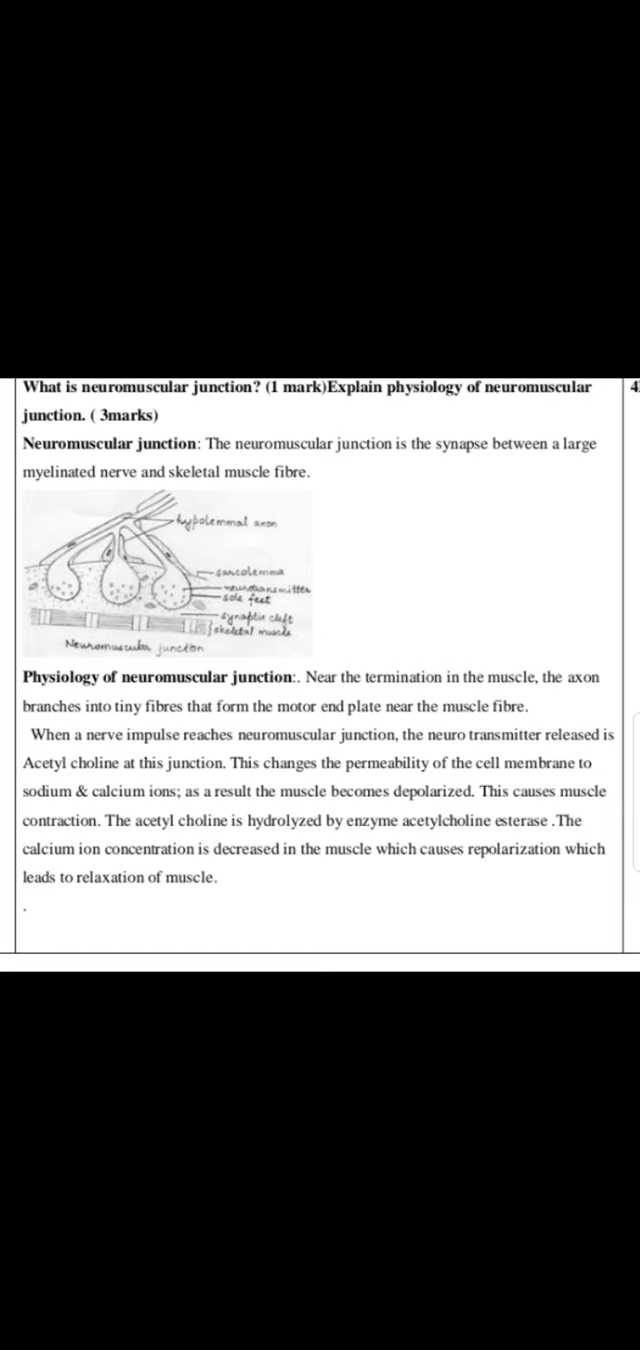 What is neuromuscular junction? (1 mark)Explain physiology of neuromuscular
junction. ( 3marks)
Neuromuscular junction: The neuromuscular junction is the synapse between a large
myelinated nerve and skeletal muscle fibre.
hypolemmal axon
sarcolemma
neurotransmitter
sole feet
synaptic cleft
skeletal muscle
Neuromuscular junction
Physiology of neuromuscular junction:. Near the termination in the muscle, the axon
branches into tiny fibres that form the motor end plate near the muscle fibre.
When a nerve impulse reaches neuromuscular junction, the neuro transmitter released is
Acetyl choline at this junction. This changes the permeability of the cell membrane to
sodium & calcium ions; as a result the muscle becomes depolarized. This causes muscle
contraction. The acetyl choline is hydrolyzed by enzyme acetylcholine esterase .The
calcium ion concentration is decreased in the muscle which causes repolarization which
leads to relaxation of muscle.
.